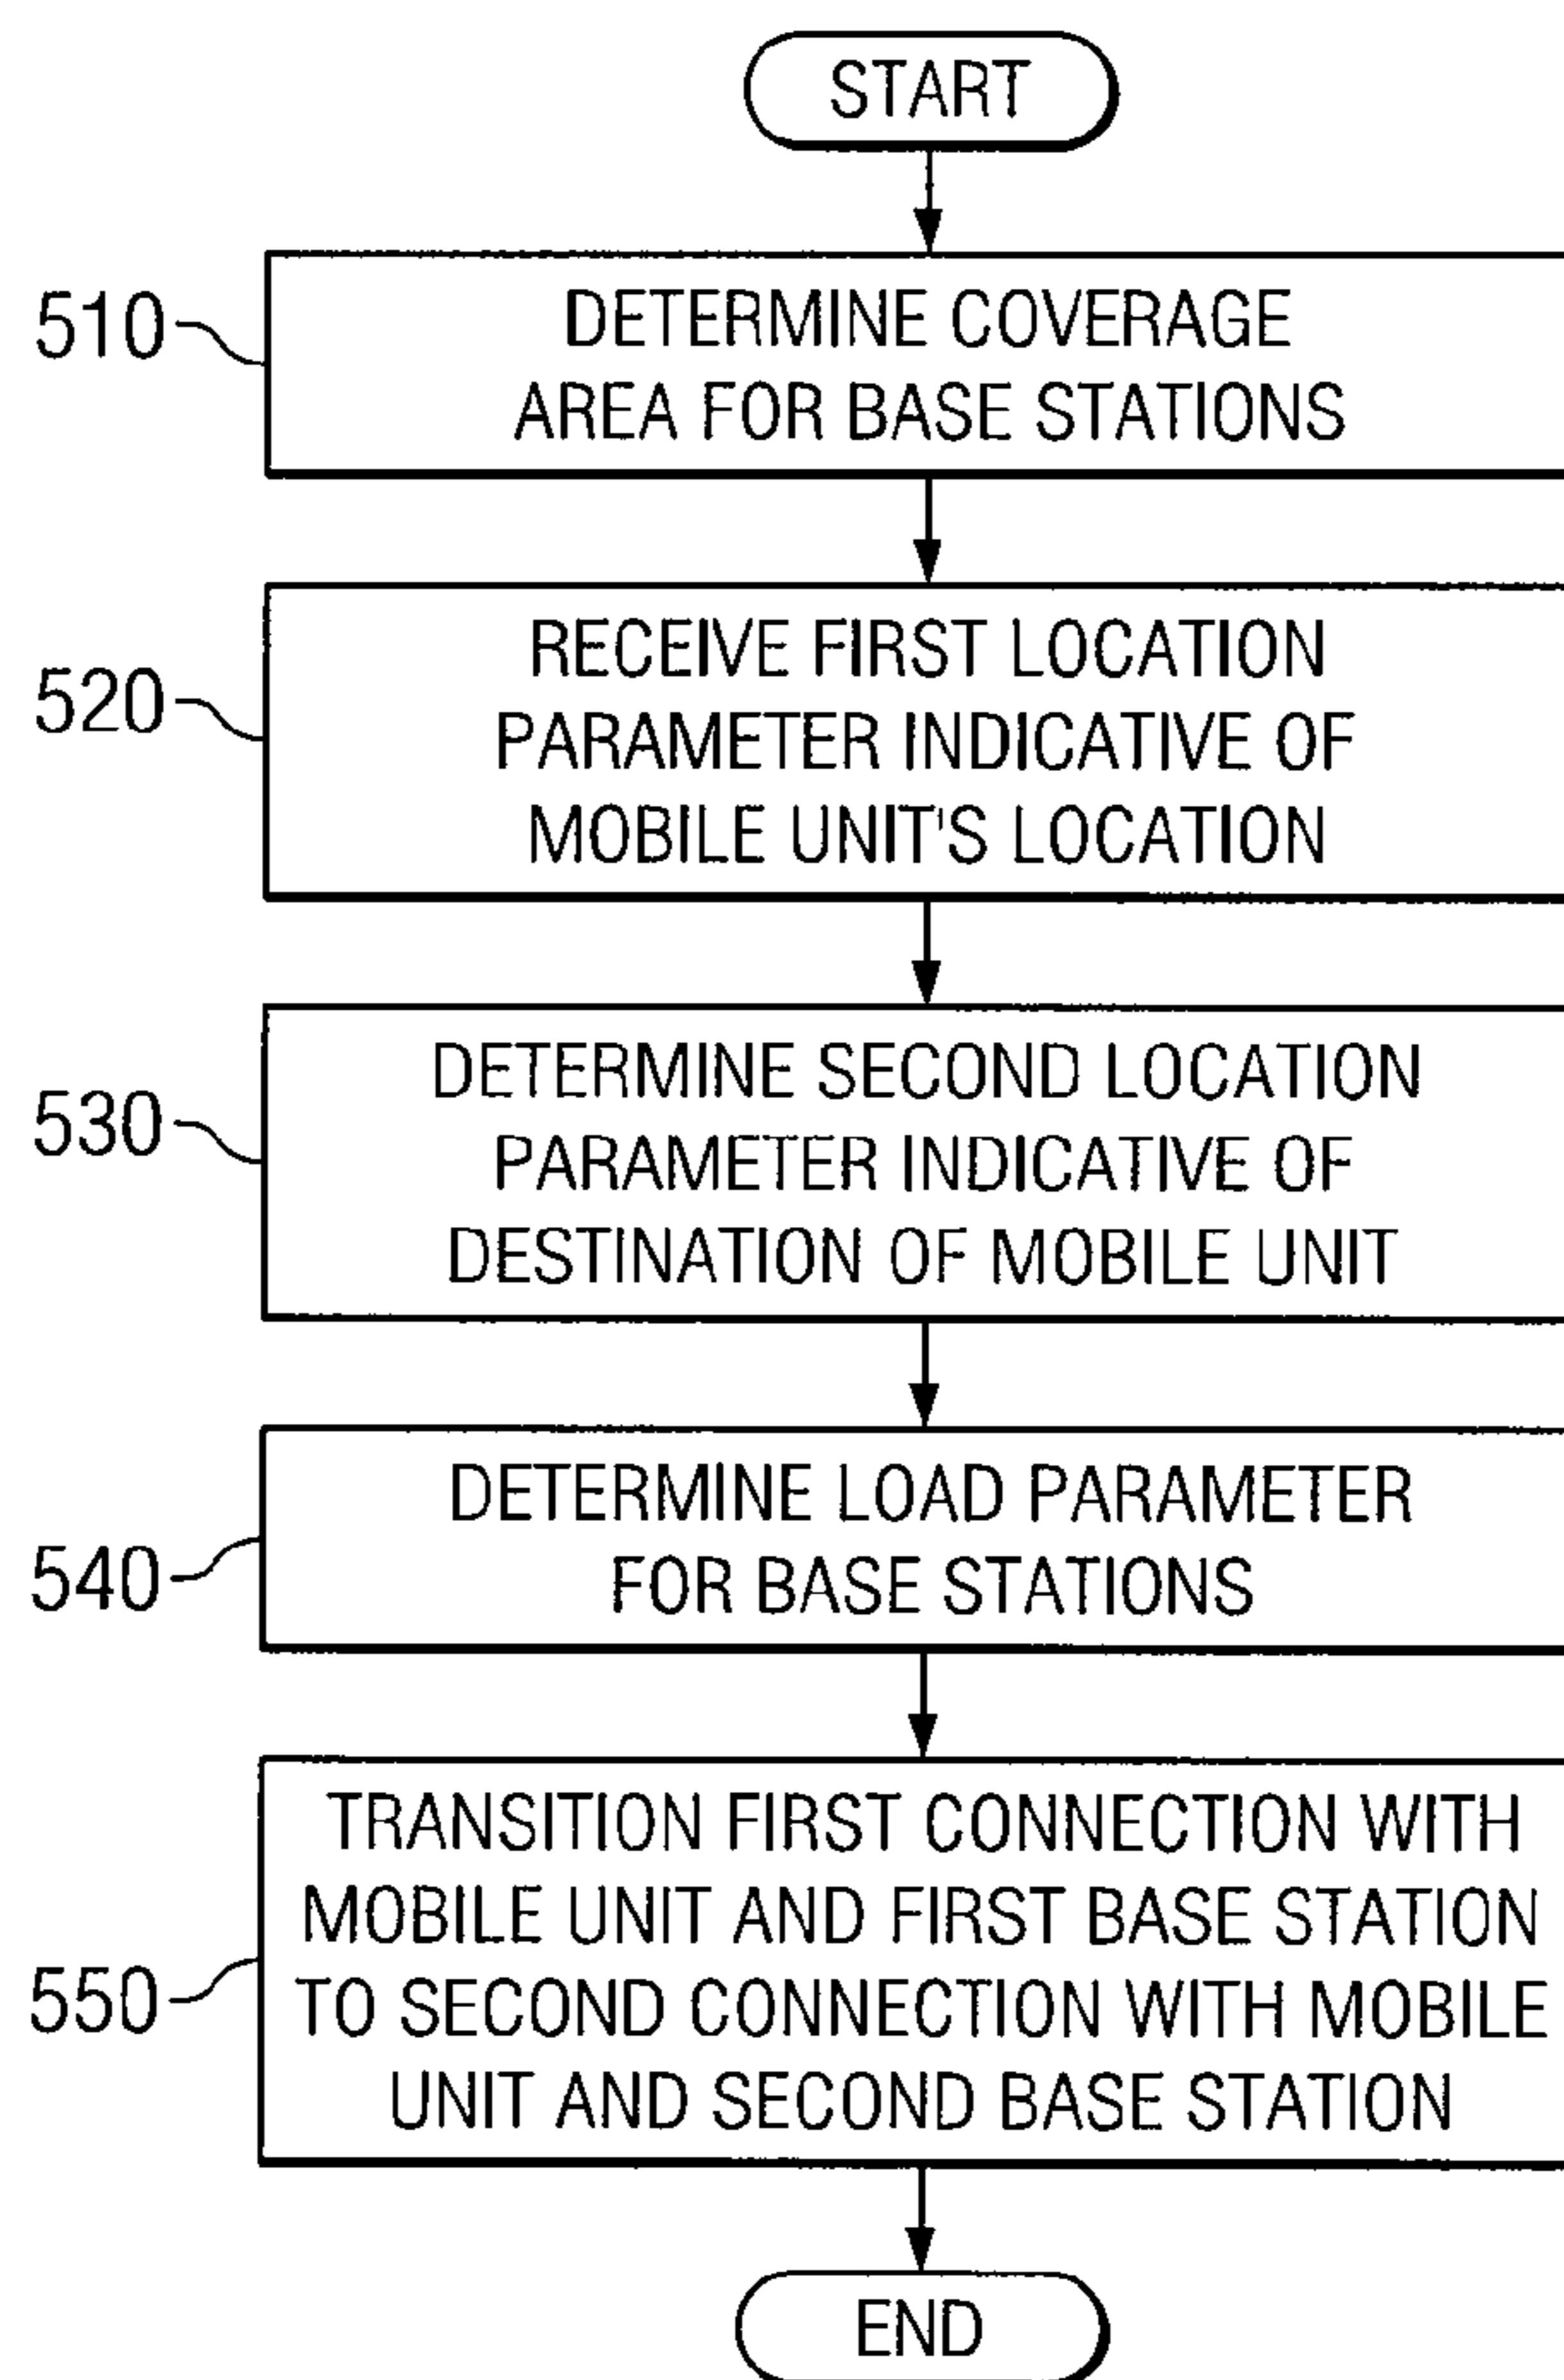 START
510
DETERMINE COVERAGE
AREA FOR BASE STATIONS
520
RECEIVE FIRST LOCATION
PARAMETER INDICATIVE OF
MOBILE UNIT'S LOCATION
530
DETERMINE SECOND LOCATION
PARAMETER INDICATIVE OF
DESTINATION OF MOBILE UNIT
540
DETERMINE LOAD PARAMETER
FOR BASE STATIONS
550
TRANSITION FIRST CONNECTION WITH
MOBILE UNIT AND FIRST BASE STATION
TO SECOND CONNECTION WITH MOBILE
UNIT AND SECOND BASE STATION
END